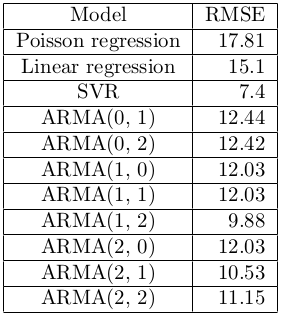 Model RMSE
Poisson regression 17.81
Linear regression 15.1
SVR 7.4
ARMA(0, 1) 12.44
ARMA(0, 2) 12.42
ARMA(1, 0) 12.03
ARMA(1, 1) 12.03
ARMA(1, 2) 9.88
ARMA(2, 0) 12.03
ARMA(2, 1) 10.53
ARMA(2, 2) 11.15